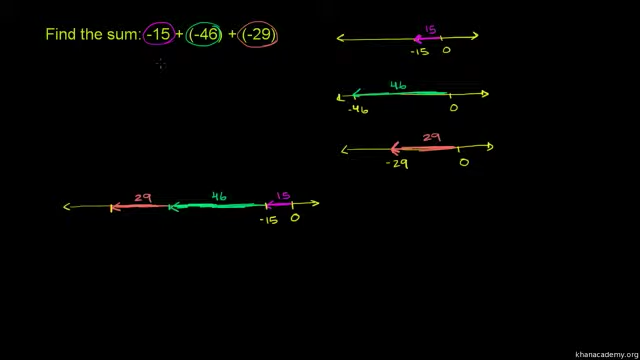 Find the sum: -15 + (-46) + (-29)
15
-15 0
46
-46 0
29
-29 0
29 46 15
-15 0
khanacademy.org